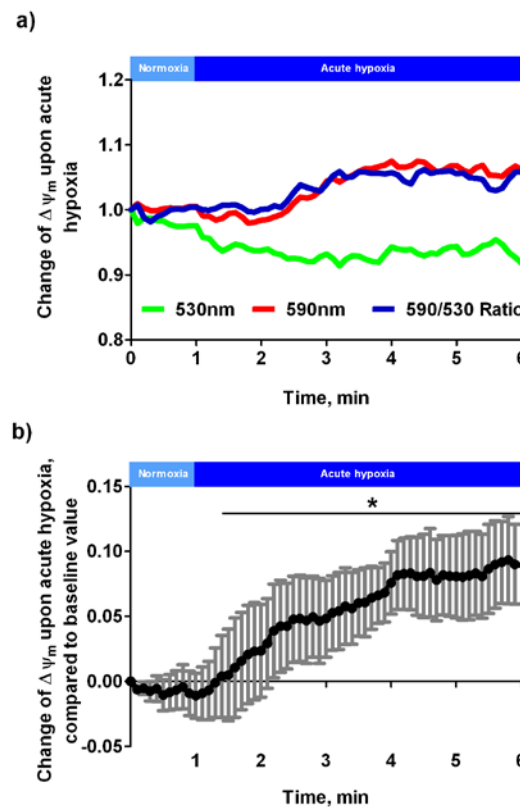 a)
Normoxia Acute hypoxia
Change of Δψm upon acute
hypoxia
1.2
1.1
1.0
0.9
0.8
530nm 590nm 590/530 Ratio
0 1 2 3 4 5 6
Time, min
b)
Normoxia Acute hypoxia
Change of Δψm upon acute hypoxia,
compared to baseline value
0.15
*
0.10
0.05
0.00
-0.05
1 2 3 4 5 6
Time, min